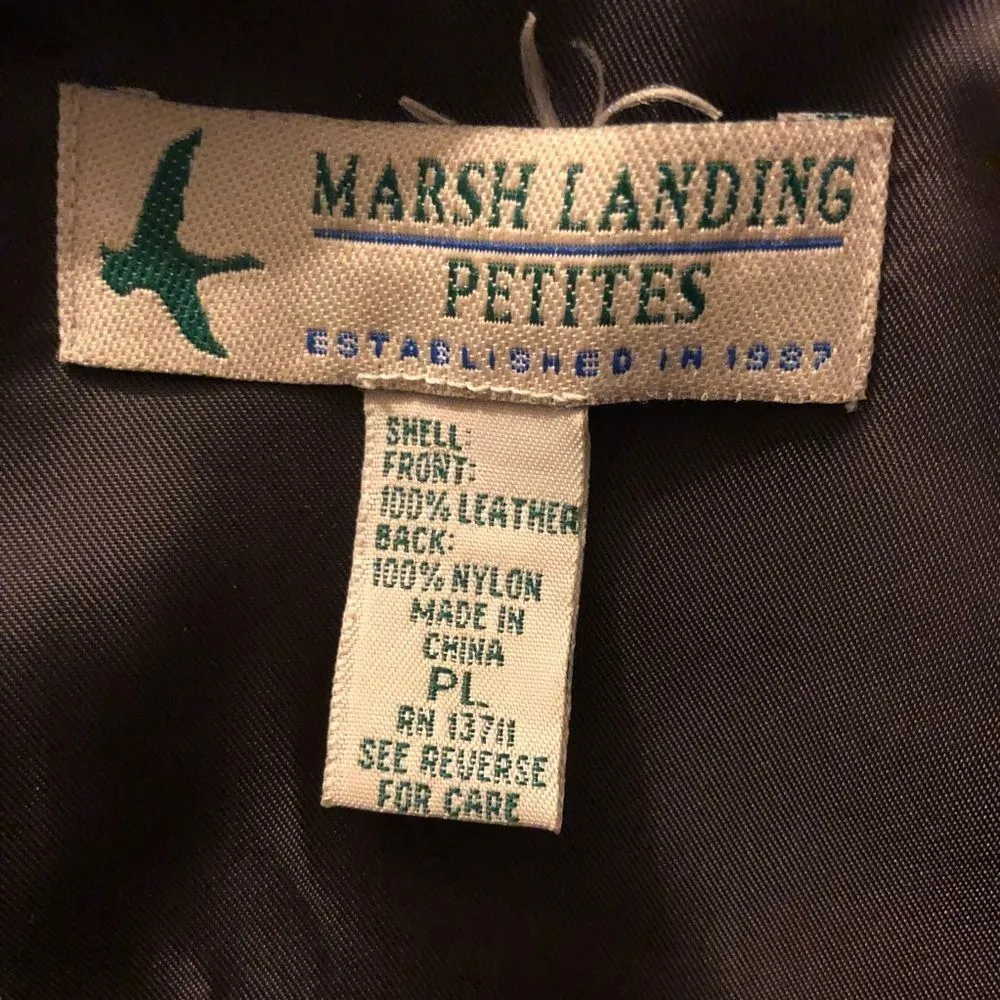 MARSH LANDING
PETITES
ESTABLISHED IN 1987
SHELL:
FRONT:
100% LEATHER
BACK:
100% NYLON
MADE IN
CHINA
PL
RN 13711
SEE REVERSE
FOR CARE